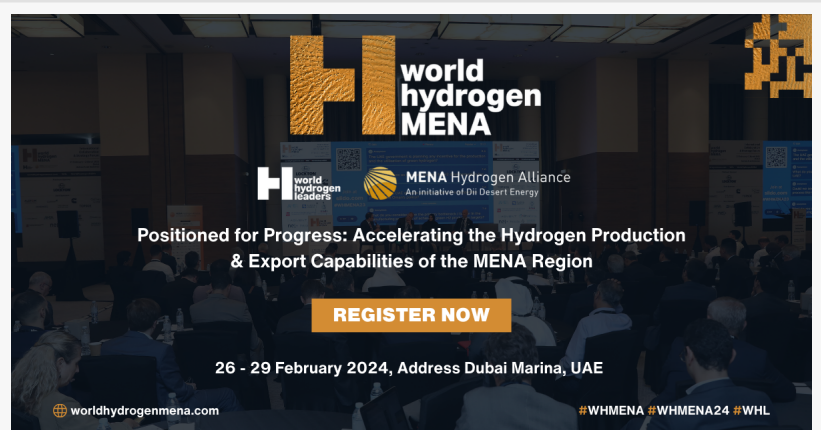 world
hydrogen
MENA
world
hydrogen
leaders
MENA Hydrogen Alliance
An initiative of Dii Desert Energy
Positioned for Progress: Accelerating the Hydrogen Production
& Export Capabilities of the MENA Region
REGISTER NOW
26 - 29 February 2024, Address Dubai Marina, UAE
worldhydrogenmena.com
#WHMENA #WHMENA24 #WHL